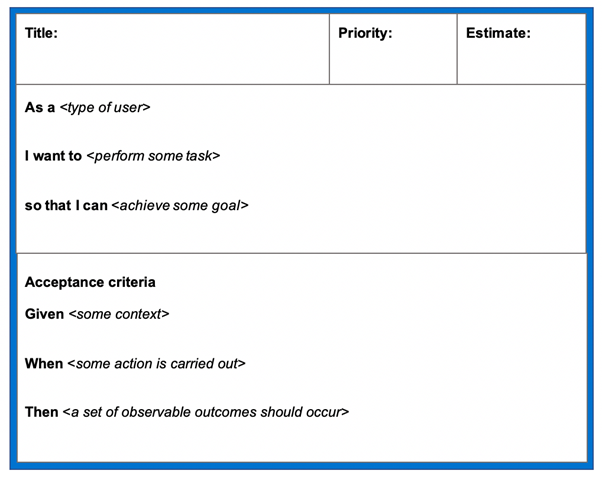 Title: Priority: Estimate:
As a <type of user>
I want to <perform some task>
so that I can <achieve some goal>
Acceptance criteria
Given <some context>
When <some action is carried out>
Then <a set of observable outcomes should occur>